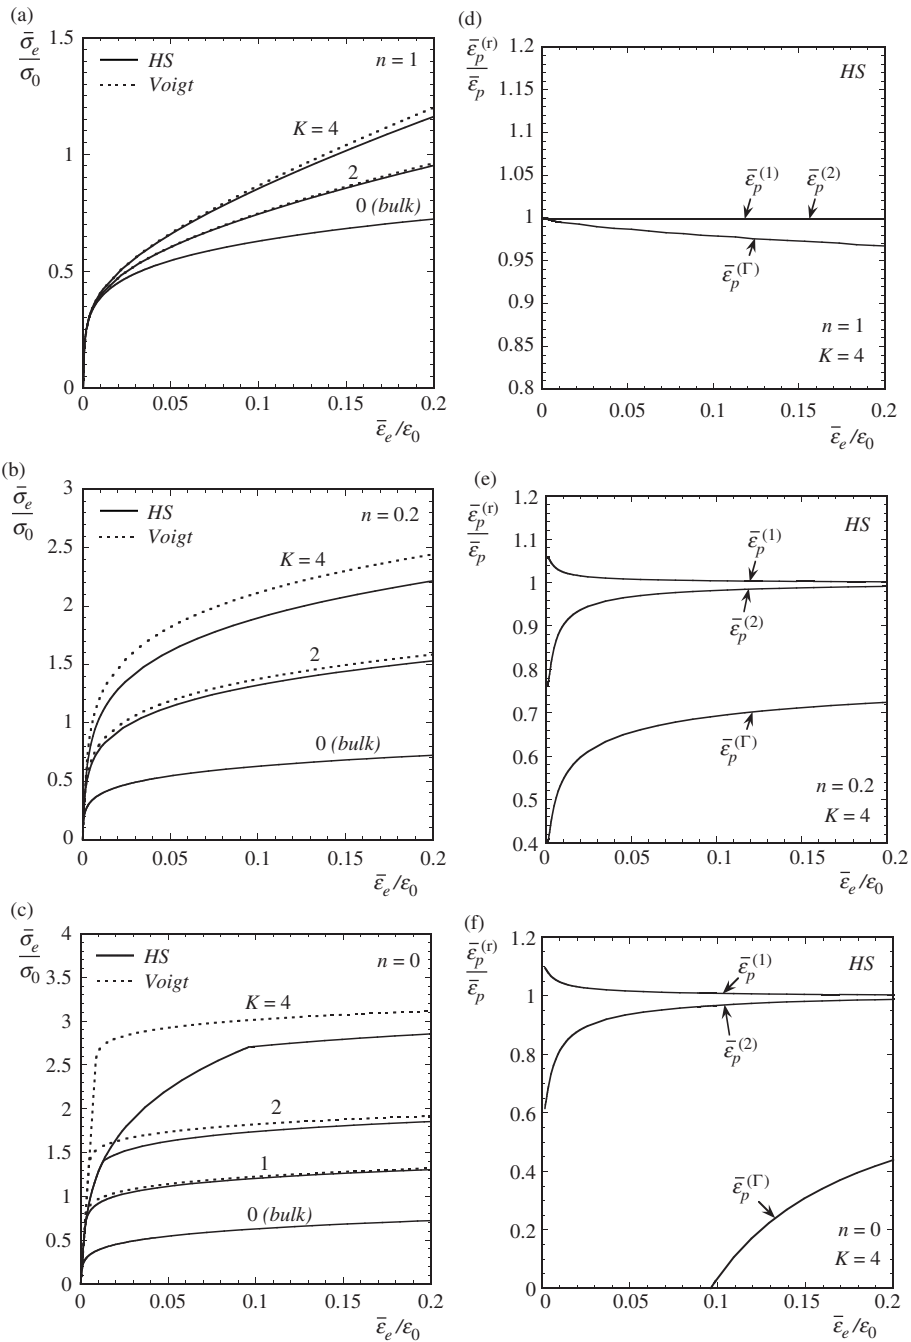 (a)
σ̄e/σ0
1.5
1
0.5
0
HS
Voigt
n = 1
K = 4
2
0 (bulk)
0 0.05 0.1 0.15 0.2
ε̄e/ε0
(d)
ε̄p(r)/ε̄p
1.2
1.15
1.1
1.05
1
0.95
0.9
0.85
0.8
HS
ε̄p(1) ε̄p(2)
ε̄p(Γ)
n = 1
K = 4
0 0.05 0.1 0.15 0.2
ε̄e/ε0
(b)
σ̄e/σ0
3
2.5
2
1.5
1
0.5
0
HS
Voigt
n = 0.2
K = 4
2
0 (bulk)
0 0.05 0.1 0.15 0.2
ε̄e/ε0
(e)
ε̄p(r)/ε̄p
1.2
1.1
1
0.9
0.8
0.7
0.6
0.5
0.4
HS
ε̄p(1)
ε̄p(2)
ε̄p(Γ)
n = 0.2
K = 4
0 0.05 0.1 0.15 0.2
ε̄e/ε0
(c)
σ̄e/σ0
4
3.5
3
2.5
2
1.5
1
0.5
0
HS
Voigt
n = 0
K = 4
2
1
0 (bulk)
0 0.05 0.1 0.15 0.2
ε̄e/ε0
(f)
ε̄p(r)/ε̄p
1.2
1
0.8
0.6
0.4
0.2
0
HS
ε̄p(1)
ε̄p(2)
ε̄p(Γ)
n = 0
K = 4
0 0.05 0.1 0.15 0.2
ε̄e/ε0